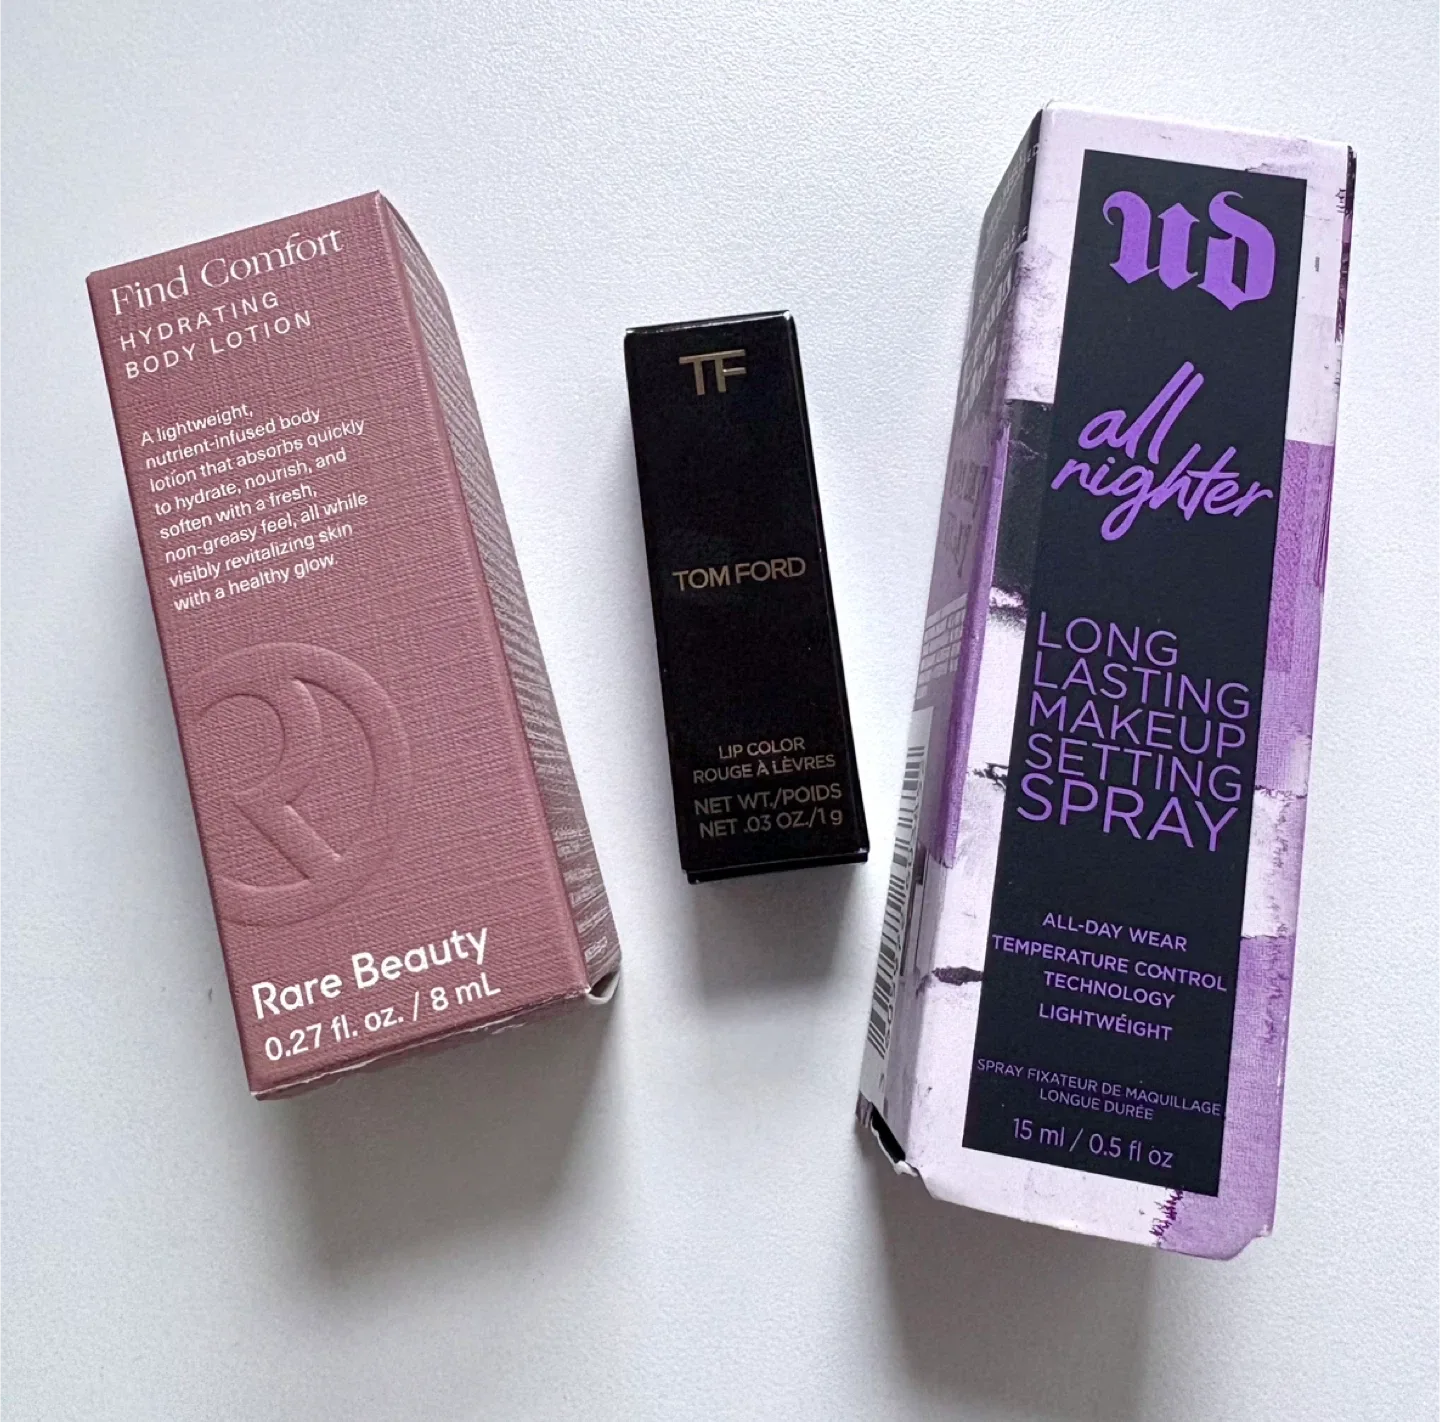 Find Comfort
HYDRATING
BODY LOTION
A lightweight,
nutrient-infused body
lotion that absorbs quickly
to hydrate, nourish, and
soften with a fresh,
non-greasy feel, all while
visibly revitalizing skin
with a healthy glow.
R
Rare Beauty
0.27 fl. oz. / 8 mL
TF
TOM FORD
LIP COLOR
ROUGE À LÈVRES
NET WT./POIDS
NET .03 OZ./1 g
UD
all
nighter
LONG
LASTING
MAKEUP
SETTING
SPRAY
ALL-DAY WEAR
TEMPERATURE CONTROL
TECHNOLOGY
LIGHTWEIGHT
SPRAY FIXATEUR DE MAQUILLAGE
LONGUE DURÉE
15 ml / 0.5 fl oz